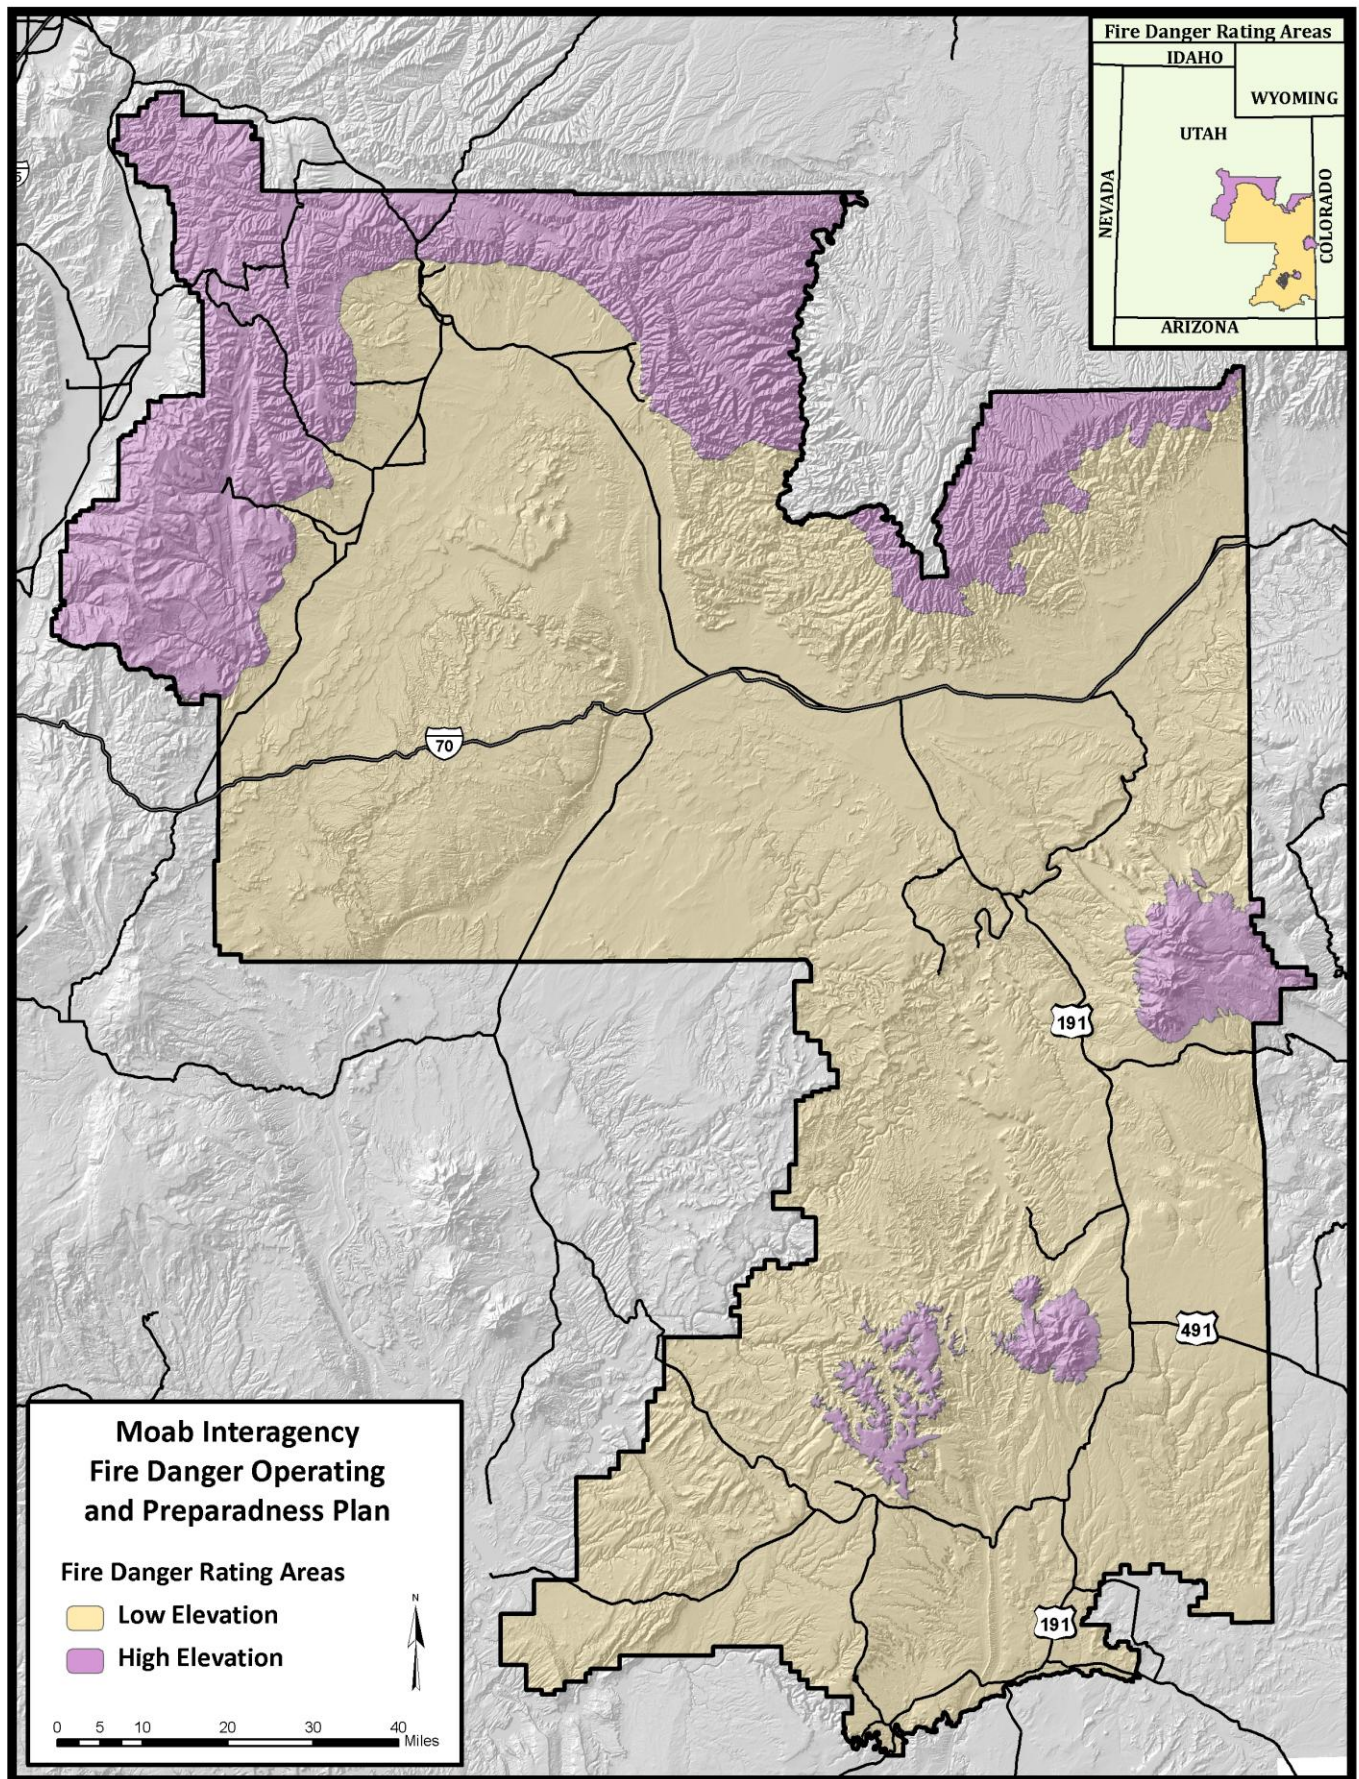 Fire Danger Rating Areas
IDAHO
WYOMING
UTAH
NEVADA
COLORADO
ARIZONA
5
70
191
491
191
Moab Interagency
Fire Danger Operating
and Preparadness Plan
Fire Danger Rating Areas
Low Elevation
High Elevation
N
0 5 10 20 30 40
Miles